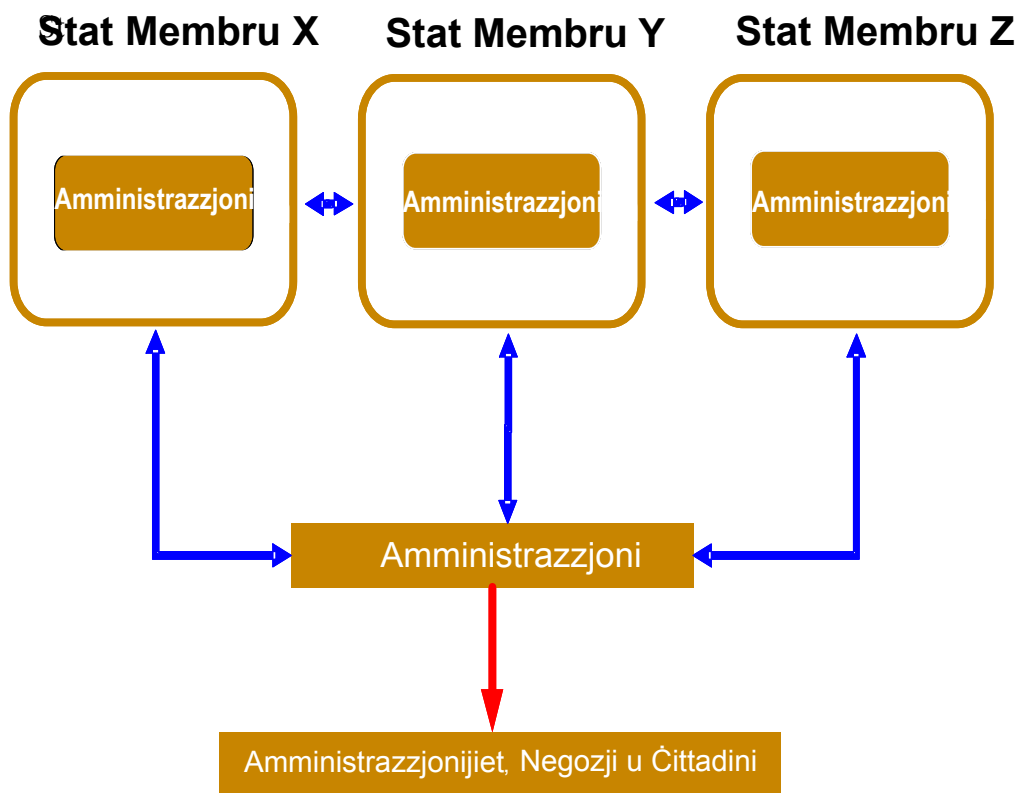 Stat Membru X
Stat Membru Y
Stat Membru Z
Amministrazzjoni
Amministrazzjoni
Amministrazzjoni
Amministrazzjoni
Amministrazzjonijiet, Negozji u Ċittadini